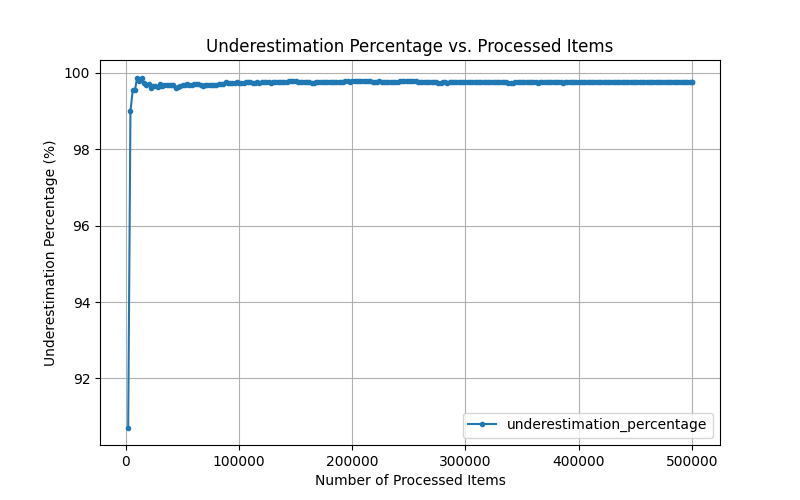 Underestimation Percentage vs. Processed Items
Underestimation Percentage (%)
100
98
96
94
92
underestimation_percentage
0 100000 200000 300000 400000 500000
Number of Processed Items